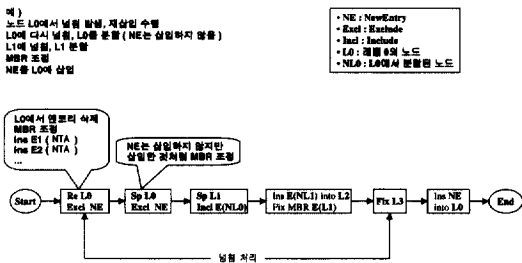 예 )
노드 L0에서 넘침 발생, 재삽입 수행
L0에 다시 넘침, L0를 분할 ( NE는 삽입하지 않음 )
L1에 넘침, L1 분할
MBR 조정
NE를 L0에 삽입
• NE : NewEntry
• Excl : Exclude
• Incl : Include
• L0 : 레벨 0의 노드
• NL0 : L0에서 분할된 노드
L0에서 엔트리 삭제
MBR 조정
Ins E1 ( NTA )
Ins E2 ( NTA )
...
NE는 삽입하지 않지만
삽입한 것처럼 MBR 조정
Start
Re L0
Excl NE
Sp L0
Excl NE
Sp L1
Incl E(NL0)
Ins E(NL1) into L2
Fix MBR E(L1)
Fix L3
Ins NE
into L0
End
넘침 처리